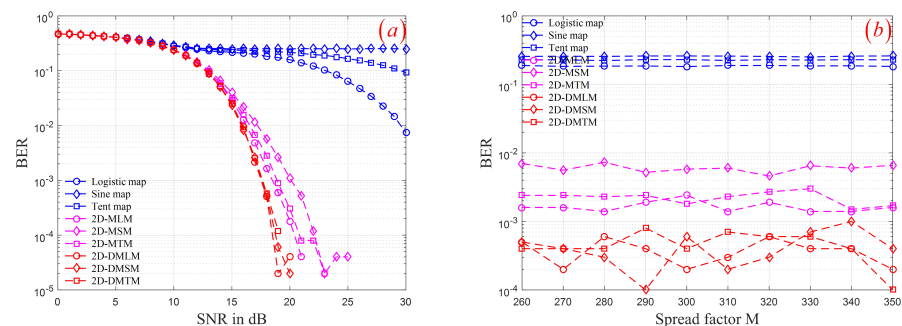 (a)
10^0
10^-1
10^-2
10^-3
10^-4
10^-5
BER
Logistic map
Sine map
Tent map
2D-MLM
2D-MSM
2D-MTM
2D-DMLM
2D-DMSM
2D-DMTM
0 5 10 15 20 25 30
SNR in dB
(b)
10^0
10^-1
10^-2
10^-3
10^-4
BER
Logistic map
Sine map
Tent map
2D-MLM
2D-MSM
2D-MTM
2D-DMLM
2D-DMSM
2D-DMTM
260 270 280 290 300 310 320 330 340 350
Spread factor M